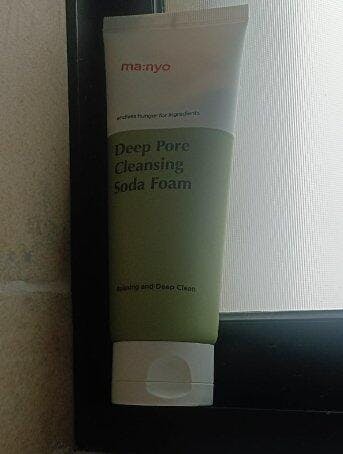 ma:nyo
endless hunger for ingredients
Deep Pore
Cleansing
Soda Foam
and Deep Clean